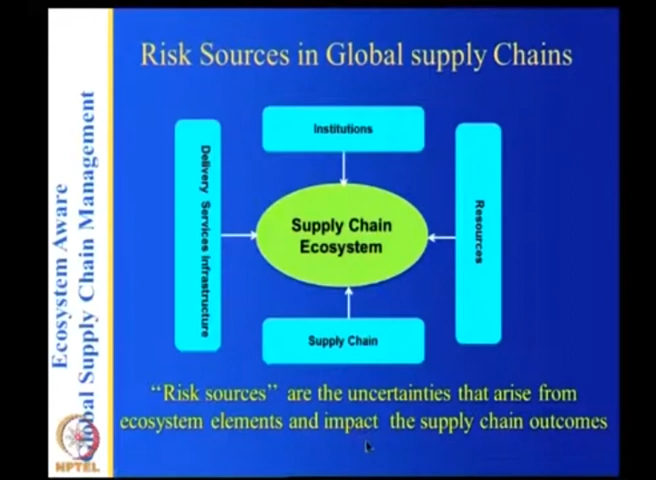 Risk Sources in Global supply Chains
Ecosystem Aware
Global Supply Chain Management
Institutions
Delivery Services Infrastructure
Supply Chain
Ecosystem
Resources
Supply Chain
“Risk sources” are the uncertainties that arise from
ecosystem elements and impact the supply chain outcomes
NPTEL